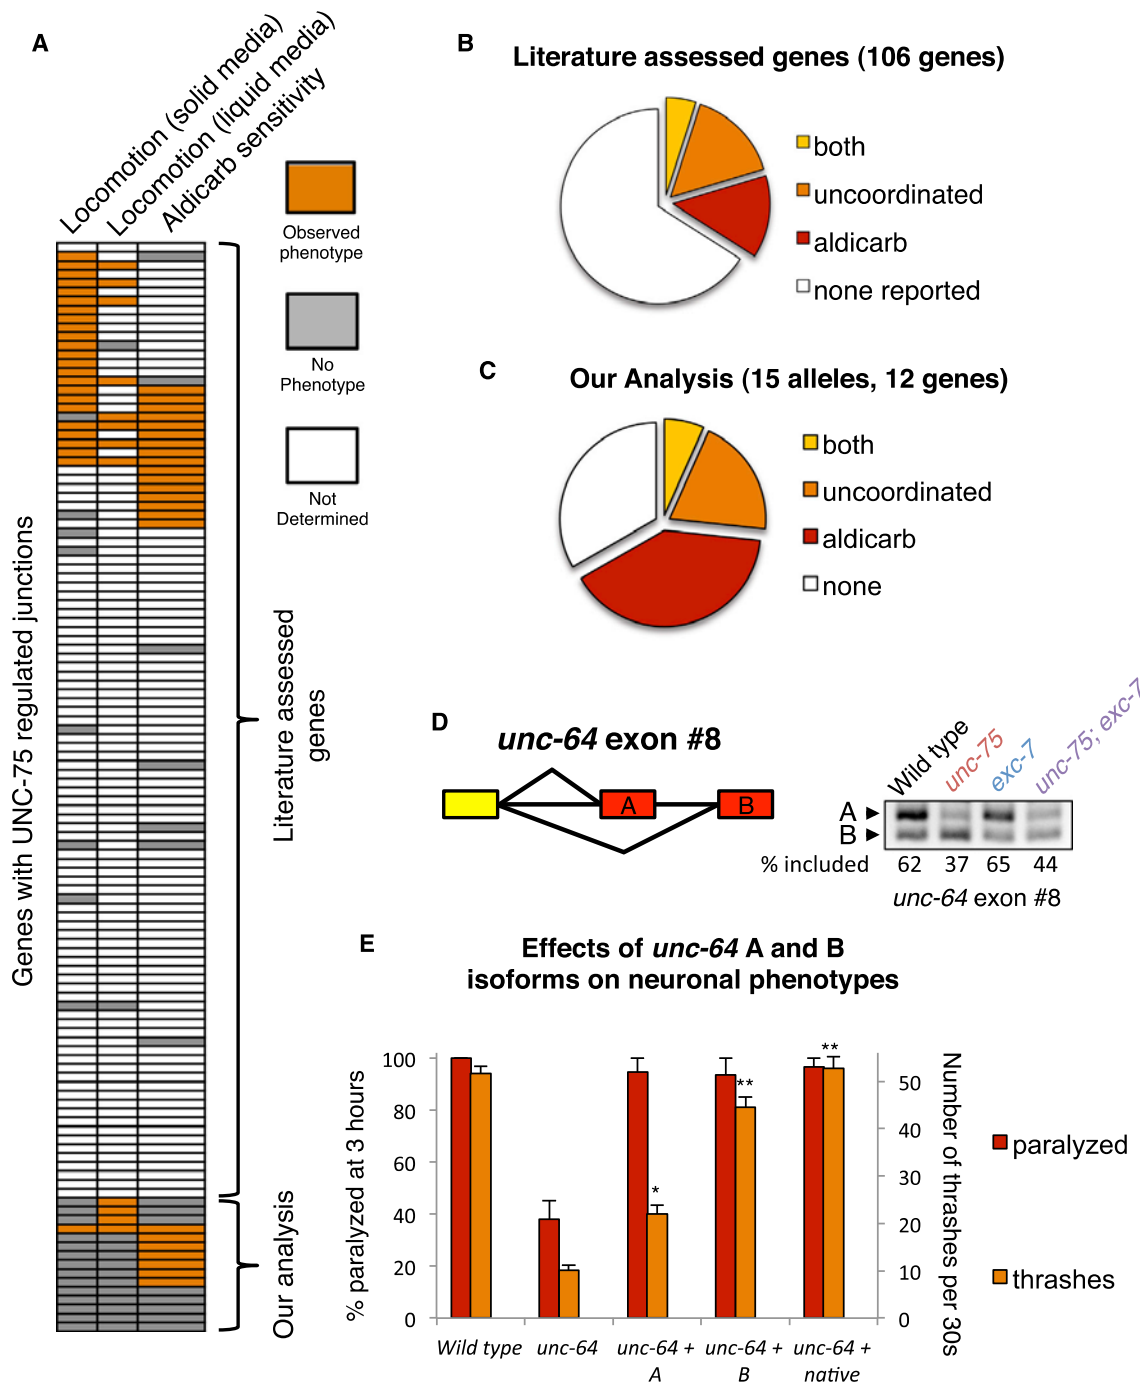 A
Locomotion (solid media)
Locomotion (liquid media)
Aldicarb sensitivity
Observed
phenotype
No
Phenotype
Not
Determined
Genes with UNC-75 regulated junctions
Literature assessed
genes
Our analysis
B
Literature assessed genes (106 genes)
both
uncoordinated
aldicarb
none reported
C
Our Analysis (15 alleles, 12 genes)
both
uncoordinated
aldicarb
none
D
unc-64 exon #8
A
B
Wild type
unc-75
exc-7
unc-75; exc-7
A
B
% included 62 37 65 44
unc-64 exon #8
E
Effects of unc-64 A and B
isoforms on neuronal phenotypes
% paralyzed at 3 hours
100
80
60
40
20
0
*
**
**
50
40
30
20
10
0
Number of thrashes per 30s
Wild type
unc-64
unc-64 +
A
unc-64 +
B
unc-64 +
native
paralyzed
thrashes